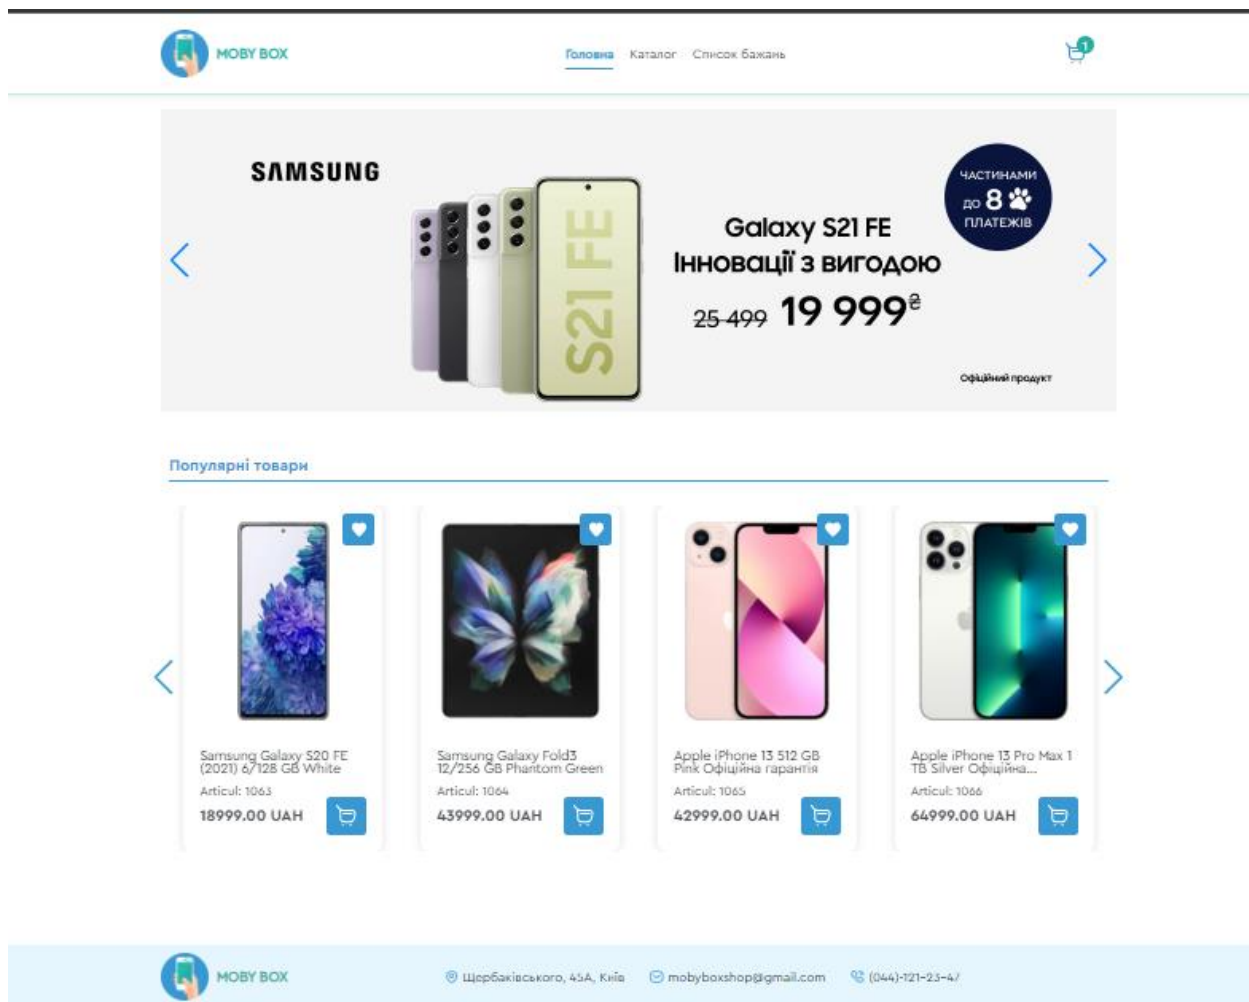 MOBY BOX
Головна Каталог Список бажань
1
SAMSUNG
S21 FE
Galaxy S21 FE
Інновації з вигодою
25 499 19 999₴
ЧАСТИНАМИ
ДО 8
ПЛАТЕЖІВ
Офіційний продукт
Популярні товари
Samsung Galaxy S20 FE
(2021) 6/128 GB White
Articul: 1063
18999.00 UAH
Samsung Galaxy Fold3
12/256 GB Phantom Green
Articul: 1064
43999.00 UAH
Apple iPhone 13 512 GB
Pink Офіційна гарантія
Articul: 1065
42999.00 UAH
Apple iPhone 13 Pro Max 1
TB Silver Офіційна...
Articul: 1066
64999.00 UAH
MOBY BOX
Щербаківського, 45А, Київ mobyboxshop@gmail.com (044)-121-23-47